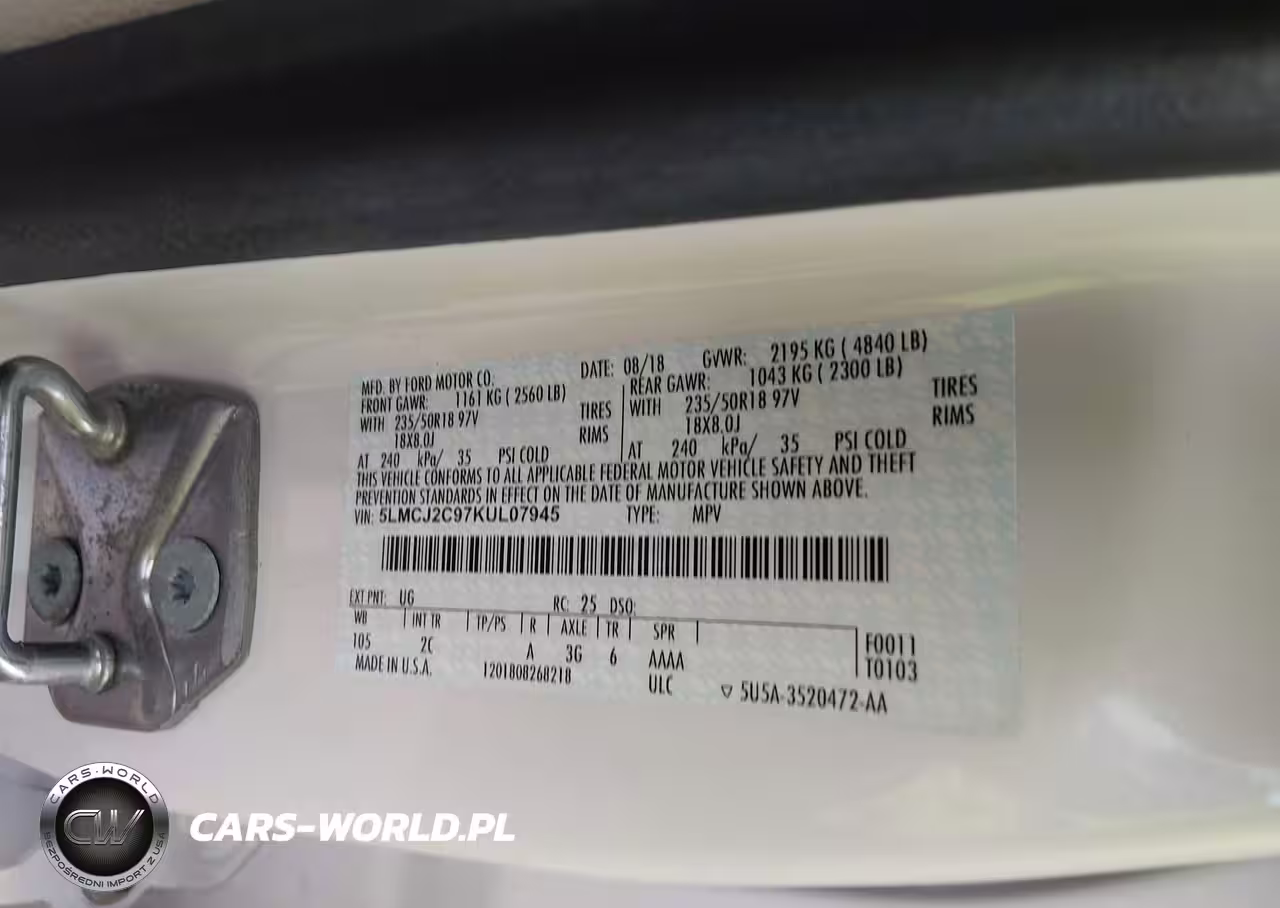 MFD. BY FORD MOTOR CO. DATE: 08/18 GVWR: 2195 KG ( 4840 LB)
FRONT GAWR: 1161 KG ( 2560 LB) REAR GAWR: 1043 KG ( 2300 LB)
WITH 235/50R18 97V TIRES WITH 235/50R18 97V TIRES
18X8.0J RIMS 18X8.0J RIMS
AT 240 kPa/ 35 PSI COLD AT 240 kPa/ 35 PSI COLD
THIS VEHICLE CONFORMS TO ALL APPLICABLE FEDERAL MOTOR VEHICLE SAFETY AND THEFT
PREVENTION STANDARDS IN EFFECT ON THE DATE OF MANUFACTURE SHOWN ABOVE.
VIN: 5LMCJ2C97KUL07945 TYPE: MPV
EXT PNT: UG RC: 25 DSO:
WB INT TR TP/PS R AXLE TR SPR
105 2C A 3G 6 AAAA F0011
T0103
MADE IN U.S.A. 1201808268218 ULC ▽ 5U5A-3520472-AA
CARS-WORLD
CW
BEZPOŚREDNI IMPORT Z USA
CARS-WORLD.PL